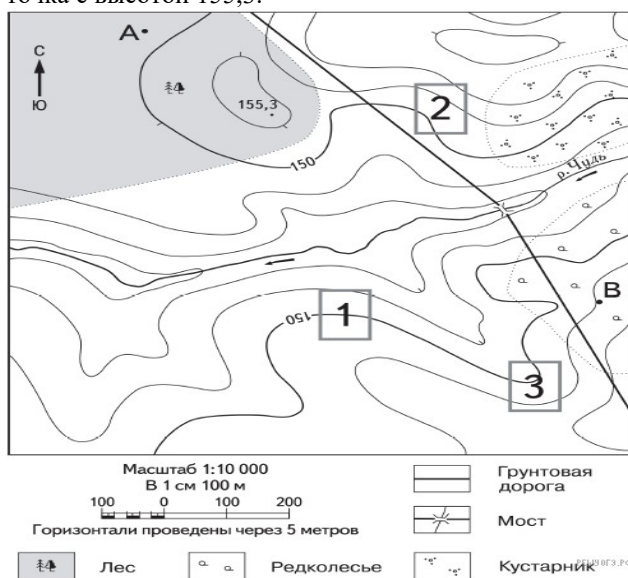 точка с высотой 155,3.
А
С
Ю
155,3
2
150
р. Чуль
В
150
1
3
Масштаб 1:10 000
В 1 см 100 м
100 0 100 200
Горизонтали проведены через 5 метров
Грунтовая
дорога
Мост
Лес
Редколесье
Кустарник